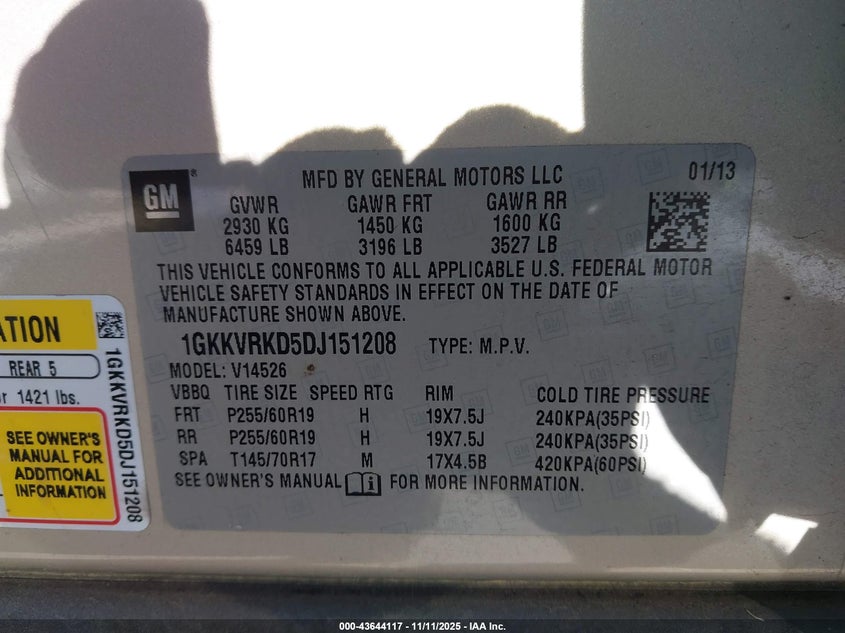 GM ®
MFD BY GENERAL MOTORS LLC
01/13
GVWR GAWR FRT GAWR RR
2930 KG 1450 KG 1600 KG
6459 LB 3196 LB 3527 LB
THIS VEHICLE CONFORMS TO ALL APPLICABLE U.S. FEDERAL MOTOR
VEHICLE SAFETY STANDARDS IN EFFECT ON THE DATE OF
MANUFACTURE SHOWN ABOVE.
1GKKVRKD5DJ151208 TYPE: M.P.V.
MODEL: V14526
VBBQ TIRE SIZE SPEED RTG RIM COLD TIRE PRESSURE
FRT P255/60R19 H 19X7.5J 240KPA(35PSI)
RR P255/60R19 H 19X7.5J 240KPA(35PSI)
SPA T145/70R17 M 17X4.5B 420KPA(60PSI)
SEE OWNER'S MANUAL i FOR MORE INFORMATION.
ATION
REAR 5
or 1421 lbs.
SEE OWNER'S
MANUAL FOR
ADDITIONAL
INFORMATION
1GKKVRKD5DJ151208
000-43644117 - 11/11/2025 - IAA Inc.